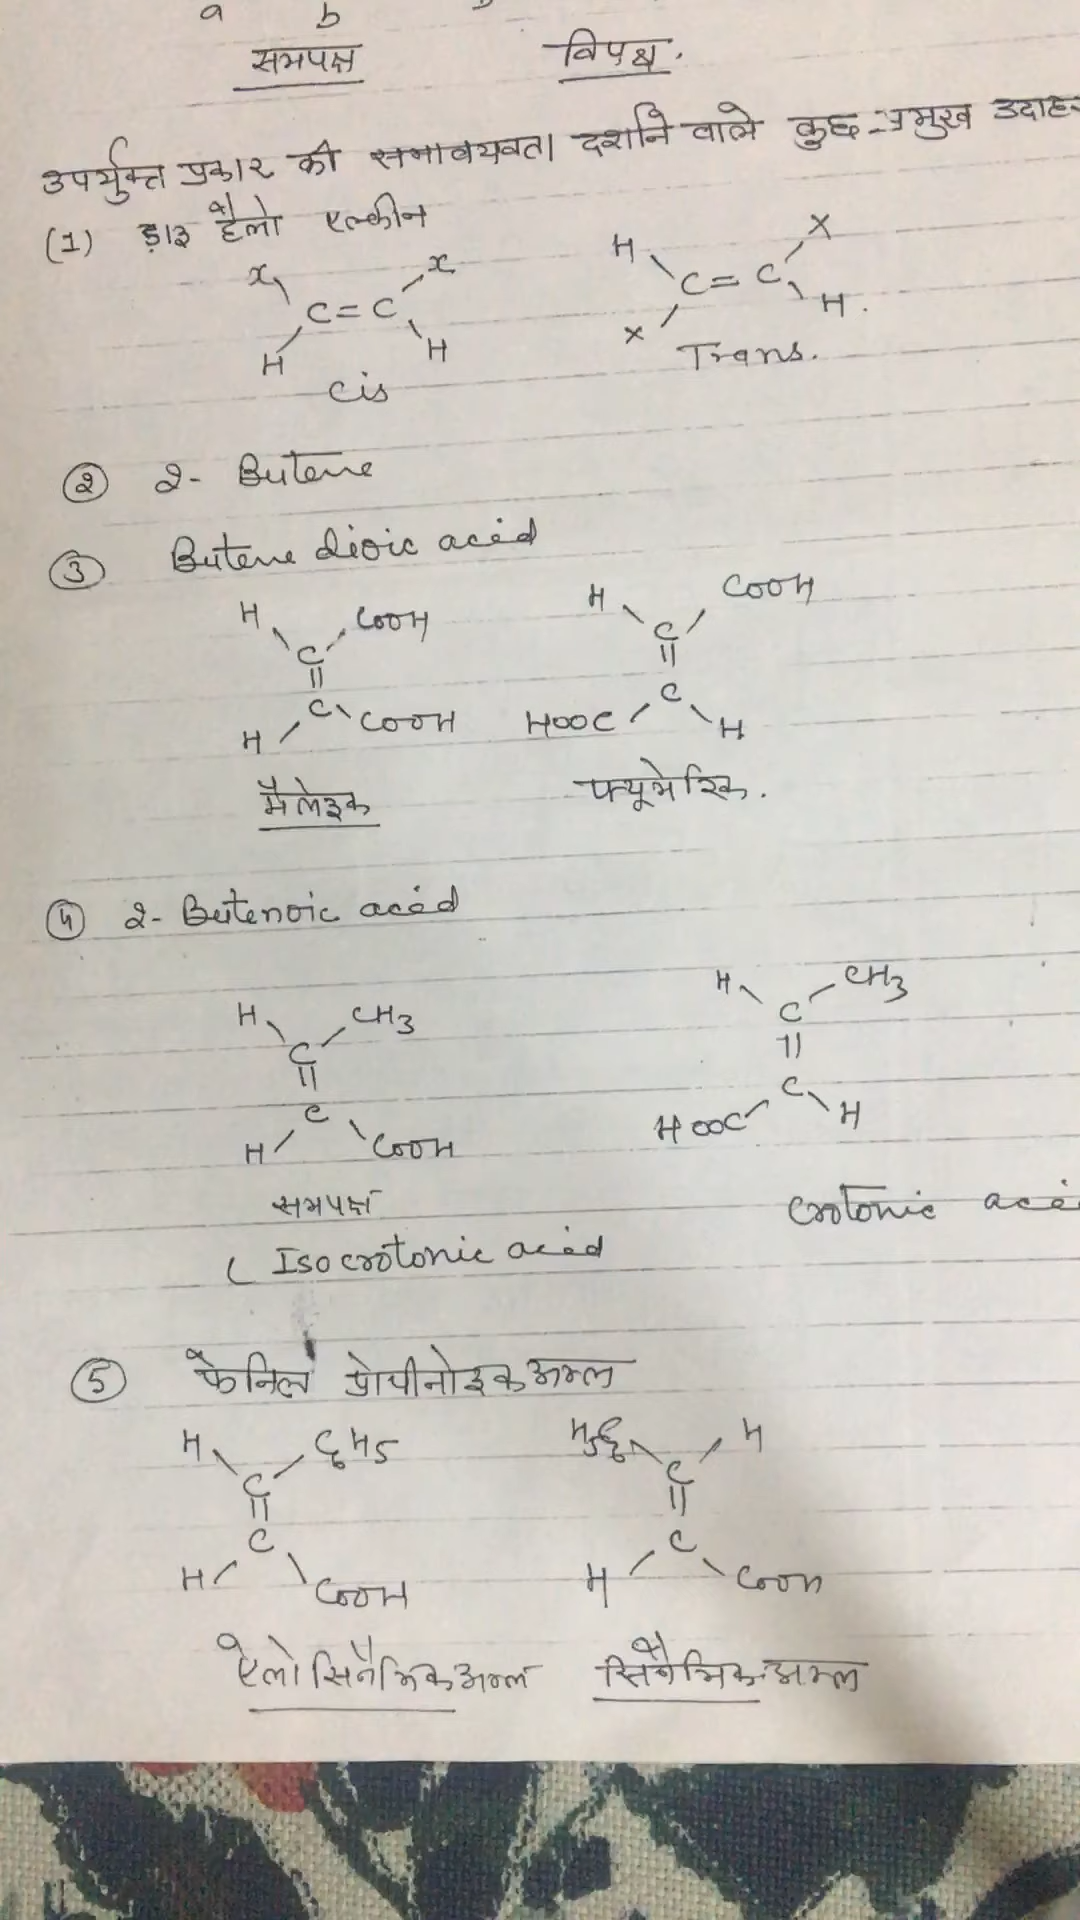 a b
समपक्ष विपक्ष.
उपर्युक्त प्रकार की समावयवता दर्शाने वाले कुछ प्रमुख
(1) डाइ हैलो एल्कीन
x x H X
C=C C=C
H H x H.
cis Trans.
② 2- Butene
③ Butene dioic acid
H COOH H COOH
C C
|| ||
C C
H COOH HOOC H
मैलेइक फ्यूमेरिक.
④ 2- Butenoic acid
H CH3 H CH3
C C
|| ||
C C
H COOH HOOC H
समपक्ष crotonic
( Isocrotonic acid
⑤ फेनिल प्रोपीनोइक अम्ल
H C6H5 H5C6 H
C C
|| ||
C C
H COOH H COOH
ऐलो सिनैमिक अम्ल सिनैमिक अम्ल